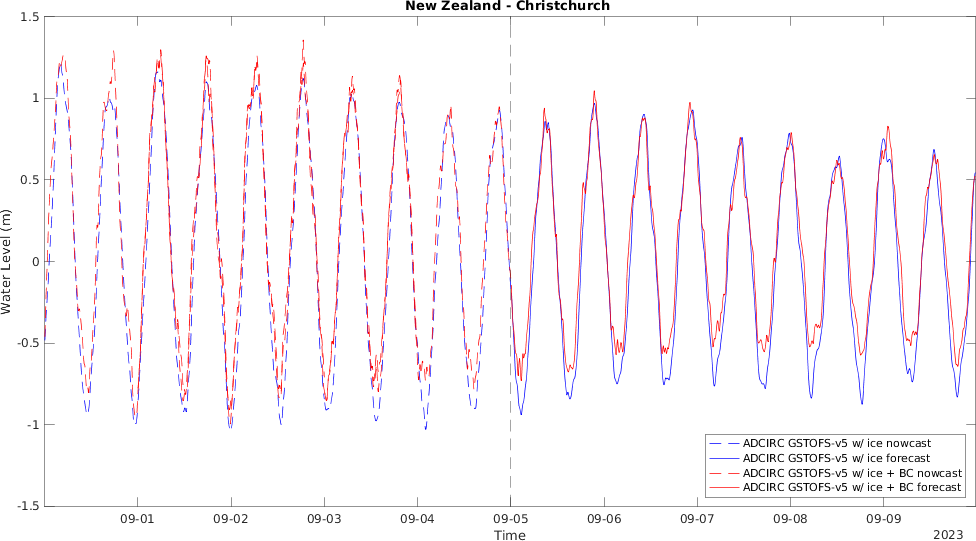 New Zealand - Christchurch
1.5
1
0.5
0
-0.5
-1
-1.5
Water Level (m)
09-01
09-02
09-03
09-04
09-05
09-06
09-07
09-08
09-09
Time
2023
ADCIRC GSTOFS-v5 w/ ice nowcast
ADCIRC GSTOFS-v5 w/ ice forecast
ADCIRC GSTOFS-v5 w/ ice + BC nowcast
ADCIRC GSTOFS-v5 w/ ice + BC forecast